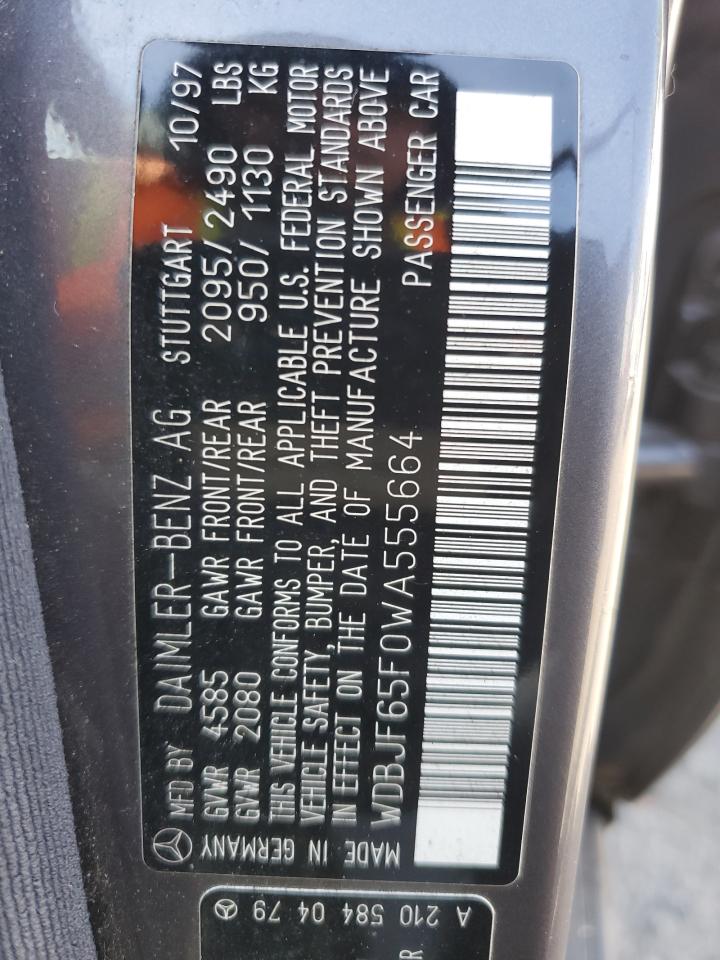 MFD BY DAIMLER-BENZ AG STUTTGART 10/97
GVWR 4585 GAWR FRONT/REAR 2095/2490 LBS
GVWR 2080 GAWR FRONT/REAR 950/1130 KG
THIS VEHICLE CONFORMS TO ALL APPLICABLE U.S. FEDERAL MOTOR
VEHICLE SAFETY, BUMPER, AND THEFT PREVENTION STANDARDS
IN EFFECT ON THE DATE OF MANUFACTURE SHOWN ABOVE
WDBJF65F0WA555664 PASSENGER CAR
MADE IN GERMANY
A 210 584 04 79